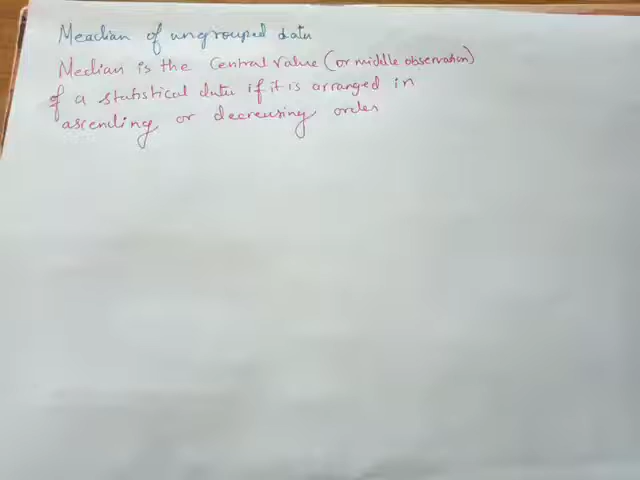 Meadian of ungrouped data
Median is the Central Value (or middle observation)
of a statistical data if it is arranged in
ascending or decreasing order